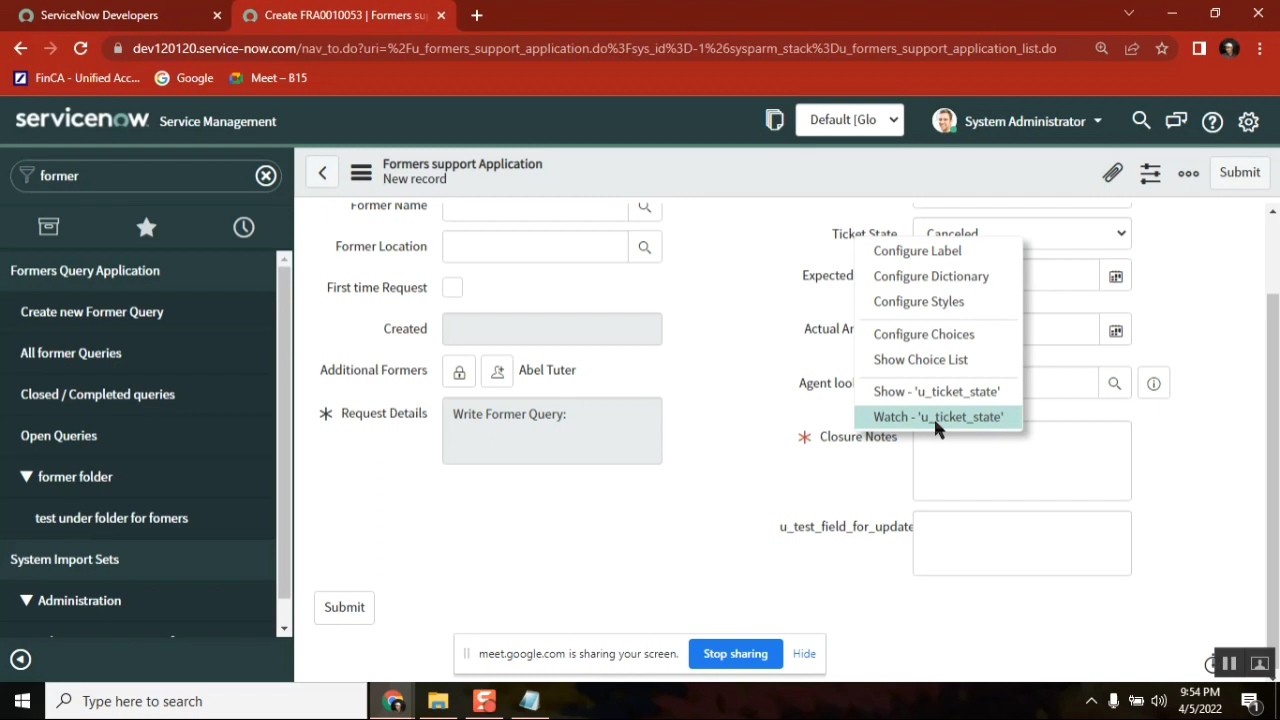 ServiceNow Developers
Create FRA0010053 | Formers su
dev120120.service-now.com/nav_to.do?uri=%2Fu_formers_support_application.do%3Fsys_id%3D-1%26sysparm_stack%3Du_formers_support_application_list.do
FinCA - Unified Acc...
Google
Meet – B15
servicenow
Service Management
Default [Glo
System Administrator
former
Formers support Application
New record
Submit
Formers Query Application
Create new Former Query
All former Queries
Closed / Completed queries
Open Queries
former folder
test under folder for fomers
System Import Sets
Administration
Former Name
Former Location
First time Request
Created
Additional Formers
Abel Tuter
Request Details
Write Former Query:
Ticket State
Canceled
Expected
Actual Ar
Agent loo
Closure Notes
u_test_field_for_update
Configure Label
Configure Dictionary
Configure Styles
Configure Choices
Show Choice List
Show - 'u_ticket_state'
Watch - 'u_ticket_state'
Submit
meet.google.com is sharing your screen.
Stop sharing
Hide
Type here to search
9:54 PM
4/5/2022
1